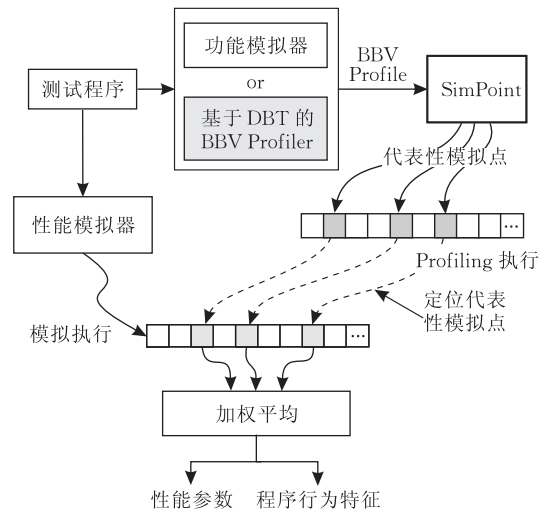 功能模拟器
or
基于 DBT 的
BBV Profiler
测试程序
BBV
Profile
SimPoint
代表性模拟点
性能模拟器
...
Profiling 执行
定位代表
性模拟点
模拟执行
...
加权平均
性能参数 程序行为特征